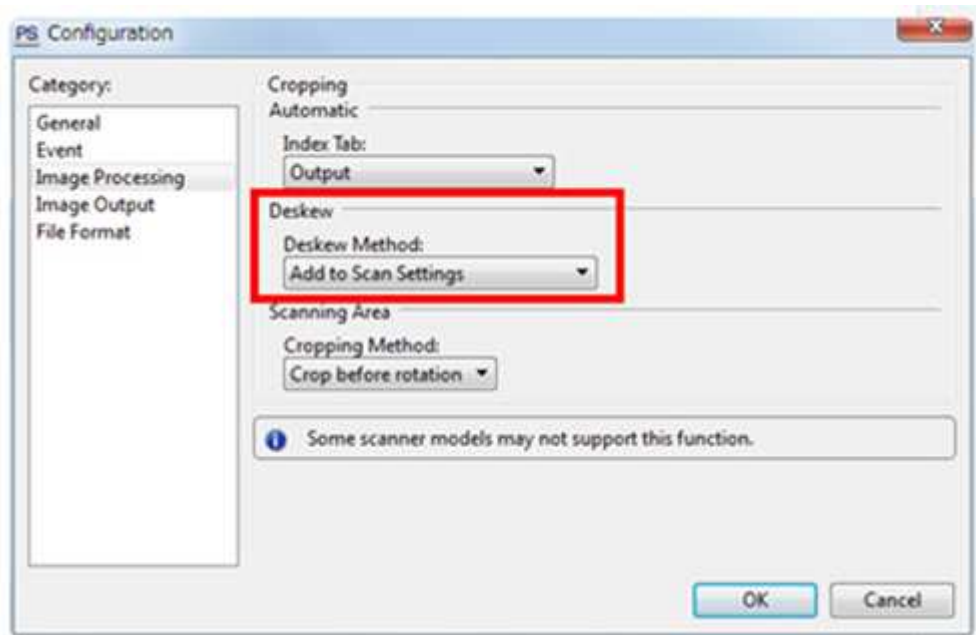 PS Configuration
Category:
General
Event
Image Processing
Image Output
File Format
Cropping
Automatic
Index Tab:
Output
Deskew
Deskew Method:
Add to Scan Settings
Scanning Area
Cropping Method:
Crop before rotation
Some scanner models may not support this function.
OK
Cancel